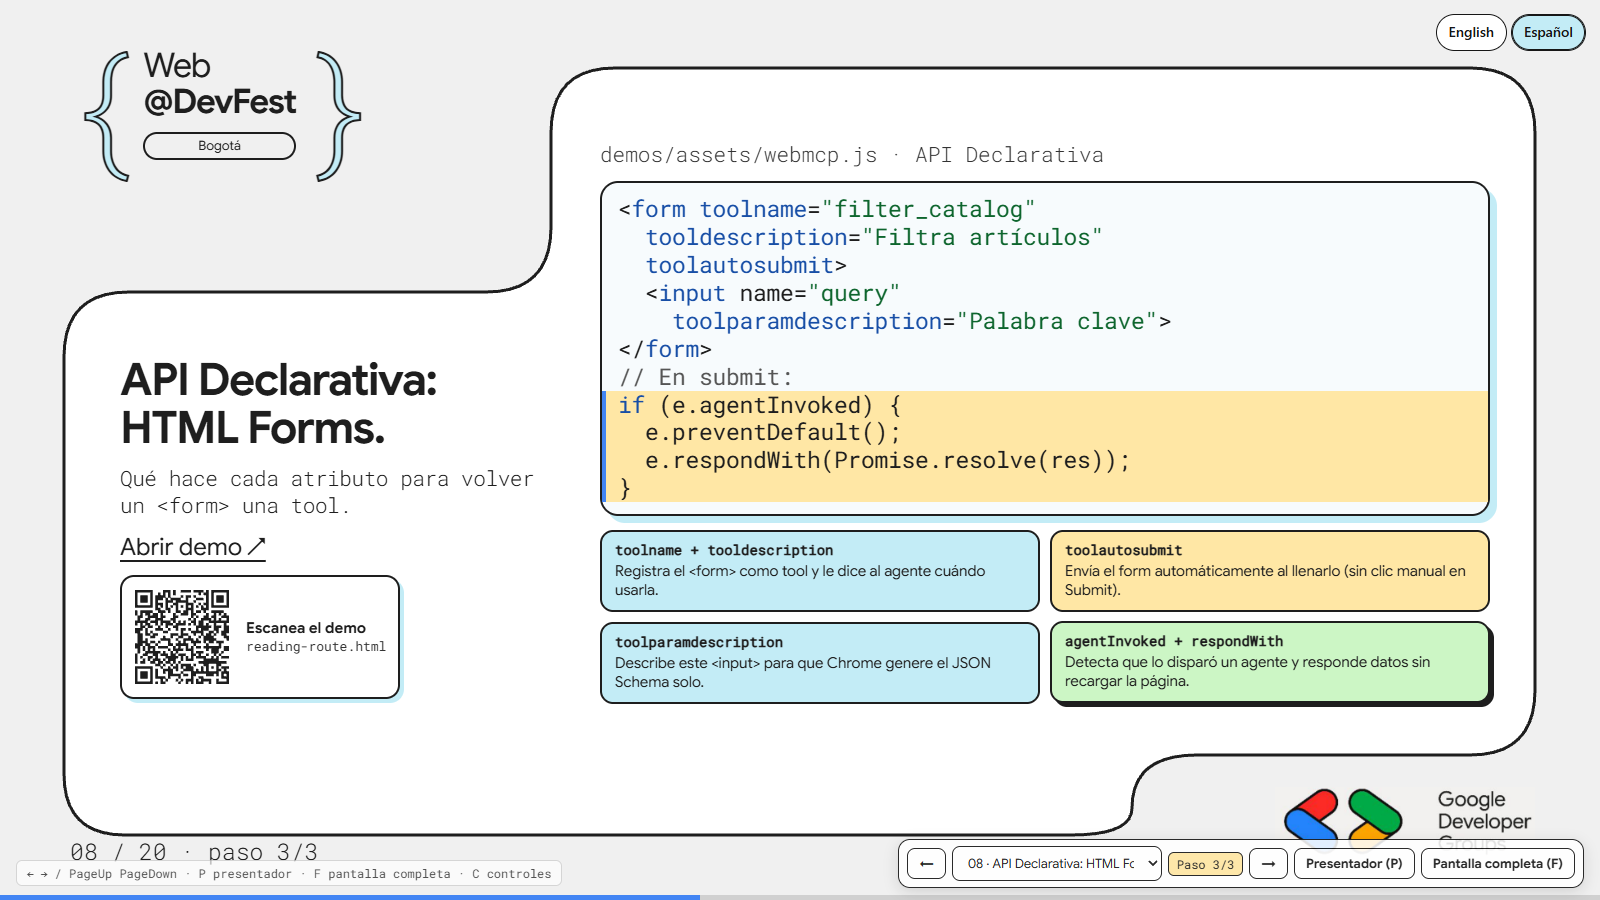 English
Español
Web
@DevFest
Bogotá
demos/assets/webmcp.js · API Declarativa
<form toolname="filter_catalog"
  tooldescription="Filtra artículos"
  toolautosubmit>
  <input name="query"
    toolparamdescription="Palabra clave">
</form>
// En submit:
if (e.agentInvoked) {
  e.preventDefault();
  e.respondWith(Promise.resolve(res));
}
API Declarativa:
HTML Forms.
Qué hace cada atributo para volver
un <form> una tool.
Abrir demo ↗
Escanea el demo
reading-route.html
toolname + tooldescription
Registra el <form> como tool y le dice al agente cuándo
usarla.
toolautosubmit
Envía el form automáticamente al llenarlo (sin clic manual en
Submit).
toolparamdescription
Describe este <input> para que Chrome genere el JSON
Schema solo.
agentInvoked + respondWith
Detecta que lo disparó un agente y responde datos sin
recargar la página.
Google
Developer
Groups
08 / 20 · paso 3/3
← → / PageUp PageDown · P presentador · F pantalla completa · C controles
←
08 · API Declarativa: HTML Fc
Paso 3/3
→
Presentador (P)
Pantalla completa (F)